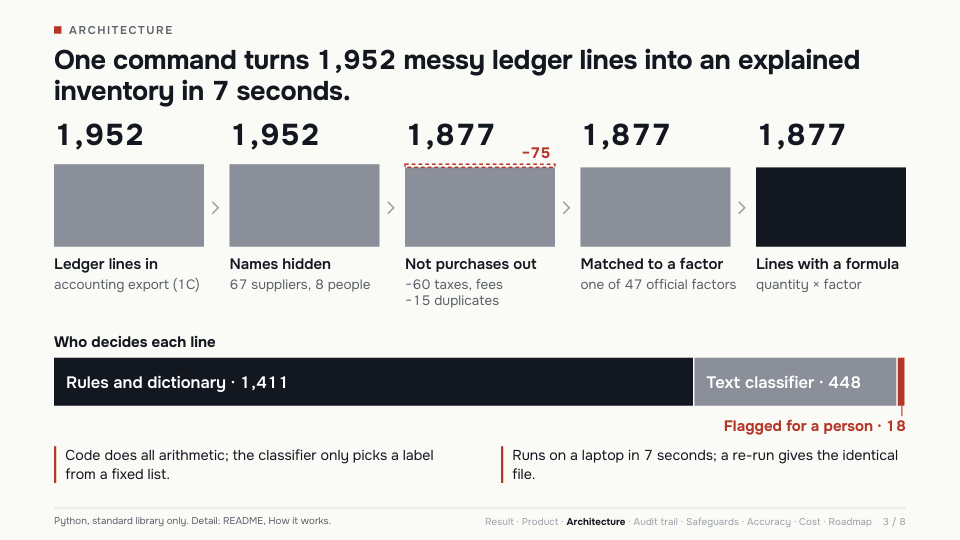 ARCHITECTURE
One command turns 1,952 messy ledger lines into an explained
inventory in 7 seconds.
1,952
1,952
1,877
1,877
1,877
−75
Ledger lines in
accounting export (1C)
Names hidden
67 suppliers, 8 people
Not purchases out
−60 taxes, fees
−15 duplicates
Matched to a factor
one of 47 official factors
Lines with a formula
quantity × factor
Who decides each line
Rules and dictionary · 1,411
Text classifier · 448
Flagged for a person · 18
Code does all arithmetic; the classifier only picks a label
from a fixed list.
Runs on a laptop in 7 seconds; a re-run gives the identical
file.
Python, standard library only. Detail: README, How it works.
Result · Product · Architecture · Audit trail · Safeguards · Accuracy · Cost · Roadmap 3 / 8